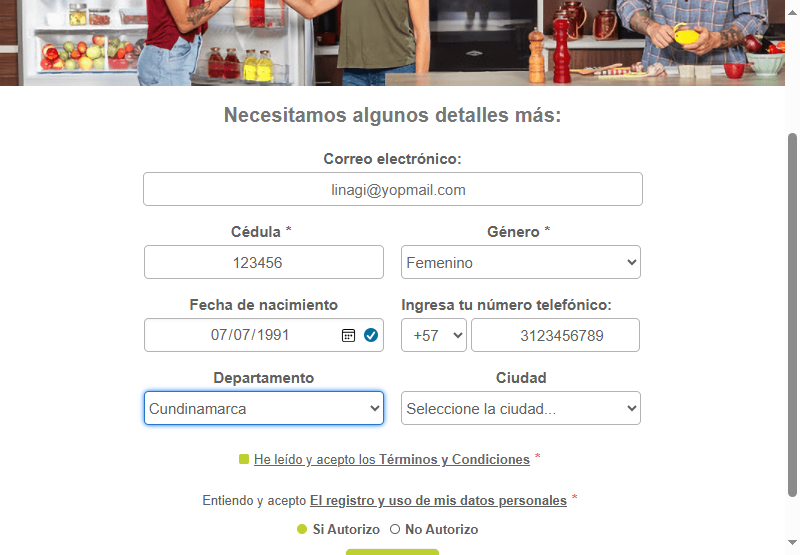 Necesitamos algunos detalles más:
Correo electrónico:
linagi@yopmail.com
Cédula * Género *
123456 Femenino
Fecha de nacimiento Ingresa tu número telefónico:
07/07/1991 +57 3123456789
Departamento Ciudad
Cundinamarca Seleccione la ciudad...
He leído y acepto los Términos y Condiciones *
Entiendo y acepto El registro y uso de mis datos personales *
Si Autorizo No Autorizo